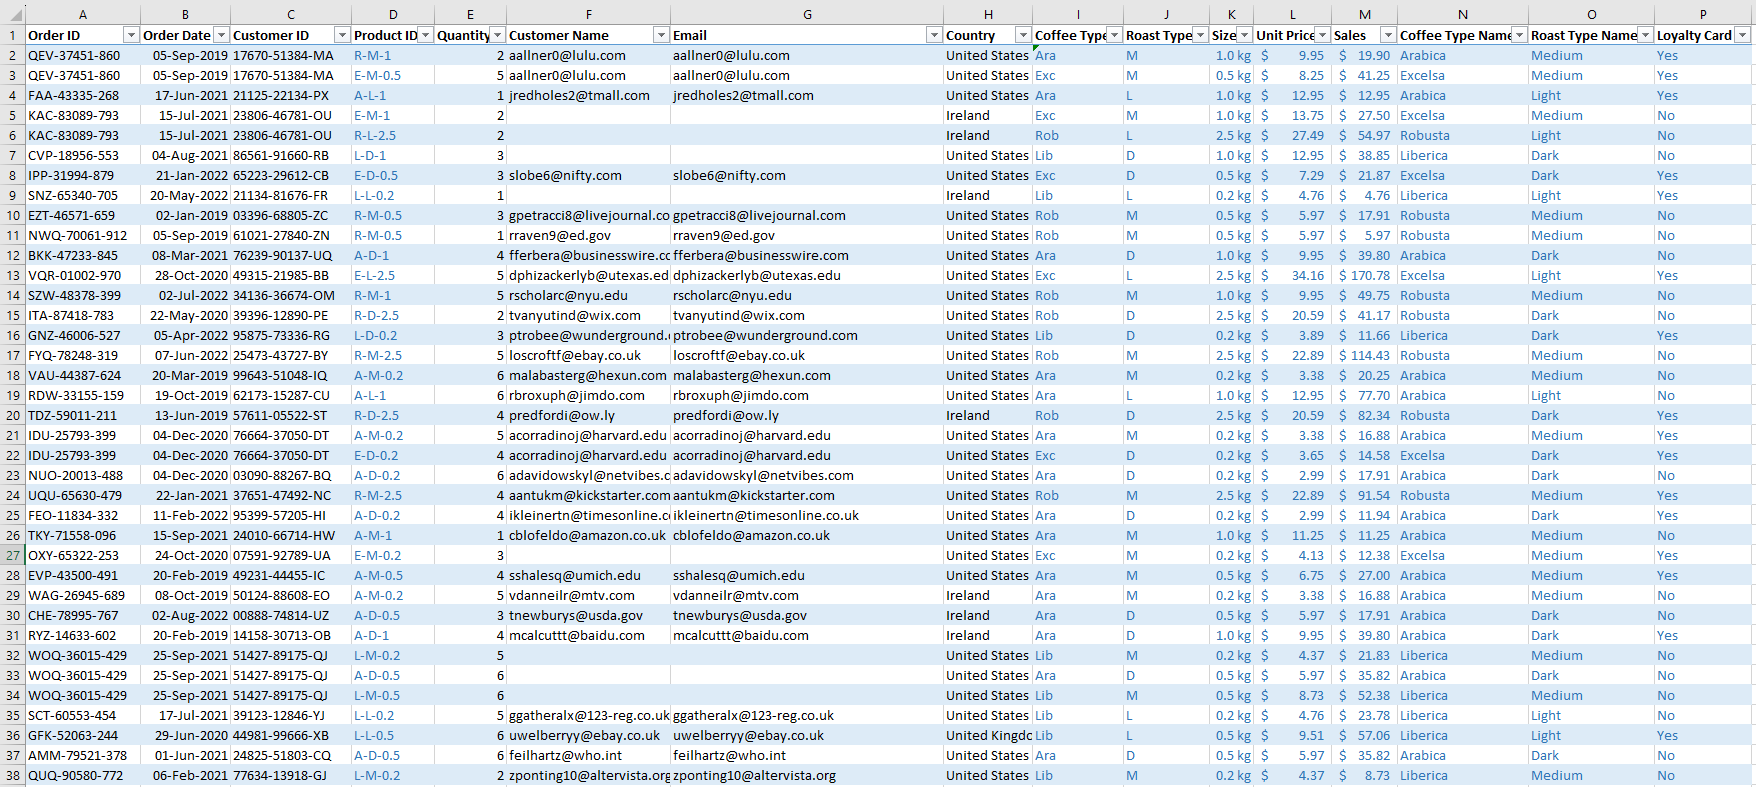 A B C D E F G H I J K L M N O P
1 Order ID Order Date Customer ID Product ID Quantity Customer Name Email Country Coffee Type Roast Type Size Unit Price Sales Coffee Type Name Roast Type Name Loyalty Card
2 QEV-37451-860 05-Sep-2019 17670-51384-MA R-M-1 2 aallner0@lulu.com aallner0@lulu.com United States Ara M 1.0 kg $ 9.95 $ 19.90 Arabica Medium Yes
3 QEV-37451-860 05-Sep-2019 17670-51384-MA E-M-0.5 5 aallner0@lulu.com aallner0@lulu.com United States Exc M 0.5 kg $ 8.25 $ 41.25 Excelsa Medium Yes
4 FAA-43335-268 17-Jun-2021 21125-22134-PX A-L-1 1 jredholes2@tmall.com jredholes2@tmall.com United States Ara L 1.0 kg $ 12.95 $ 12.95 Arabica Light Yes
5 KAC-83089-793 15-Jul-2021 23806-46781-OU E-M-1 2 Ireland Exc M 1.0 kg $ 13.75 $ 27.50 Excelsa Medium No
6 KAC-83089-793 15-Jul-2021 23806-46781-OU R-L-2.5 2 Ireland Rob L 2.5 kg $ 27.49 $ 54.97 Robusta Light No
7 CVP-18956-553 04-Aug-2021 86561-91660-RB L-D-1 3 United States Lib D 1.0 kg $ 12.95 $ 38.85 Liberica Dark No
8 IPP-31994-879 21-Jan-2022 65223-29612-CB E-D-0.5 3 slobe6@nifty.com slobe6@nifty.com United States Exc D 0.5 kg $ 7.29 $ 21.87 Excelsa Dark Yes
9 SNZ-65340-705 20-May-2022 21134-81676-FR L-L-0.2 1 Ireland Lib L 0.2 kg $ 4.76 $ 4.76 Liberica Light Yes
10 EZT-46571-659 02-Jan-2019 03396-68805-ZC R-M-0.5 3 gpetracci8@livejournal.co gpetracci8@livejournal.com United States Rob M 0.5 kg $ 5.97 $ 17.91 Robusta Medium No
11 NWQ-70061-912 05-Sep-2019 61021-27840-ZN R-M-0.5 1 rraven9@ed.gov rraven9@ed.gov United States Rob M 0.5 kg $ 5.97 $ 5.97 Robusta Medium No
12 BKK-47233-845 08-Mar-2021 76239-90137-UQ A-D-1 4 fferbera@businesswire.cc fferbera@businesswire.com United States Ara D 1.0 kg $ 9.95 $ 39.80 Arabica Dark No
13 VQR-01002-970 28-Oct-2020 49315-21985-BB E-L-2.5 5 dphizackerlyb@utexas.ed dphizackerlyb@utexas.edu United States Exc L 2.5 kg $ 34.16 $ 170.78 Excelsa Light Yes
14 SZW-48378-399 02-Jul-2022 34136-36674-OM R-M-1 5 rscholarc@nyu.edu rscholarc@nyu.edu United States Rob M 1.0 kg $ 9.95 $ 49.75 Robusta Medium No
15 ITA-87418-783 22-May-2020 39396-12890-PE R-D-2.5 2 tvanyutind@wix.com tvanyutind@wix.com United States Rob D 2.5 kg $ 20.59 $ 41.17 Robusta Dark No
16 GNZ-46006-527 05-Apr-2022 95875-73336-RG L-D-0.2 3 ptrobee@wunderground. ptrobee@wunderground.com United States Lib D 0.2 kg $ 3.89 $ 11.66 Liberica Dark Yes
17 FYQ-78248-319 07-Jun-2022 25473-43727-BY R-M-2.5 5 loscroftf@ebay.co.uk loscroftf@ebay.co.uk United States Rob M 2.5 kg $ 22.89 $ 114.43 Robusta Medium No
18 VAU-44387-624 20-Mar-2019 99643-51048-IQ A-M-0.2 6 malabasterg@hexun.com malabasterg@hexun.com United States Ara M 0.2 kg $ 3.38 $ 20.25 Arabica Medium No
19 RDW-33155-159 19-Oct-2019 62173-15287-CU A-L-1 6 rbroxuph@jimdo.com rbroxuph@jimdo.com United States Ara L 1.0 kg $ 12.95 $ 77.70 Arabica Light No
20 TDZ-59011-211 13-Jun-2019 57611-05522-ST R-D-2.5 4 predfordi@ow.ly predfordi@ow.ly Ireland Rob D 2.5 kg $ 20.59 $ 82.34 Robusta Dark Yes
21 IDU-25793-399 04-Dec-2020 76664-37050-DT A-M-0.2 5 acorradinoj@harvard.edu acorradinoj@harvard.edu United States Ara M 0.2 kg $ 3.38 $ 16.88 Arabica Medium Yes
22 IDU-25793-399 04-Dec-2020 76664-37050-DT E-D-0.2 4 acorradinoj@harvard.edu acorradinoj@harvard.edu United States Exc D 0.2 kg $ 3.65 $ 14.58 Excelsa Dark Yes
23 NUO-20013-488 04-Dec-2020 03090-88267-BQ A-D-0.2 6 adavidowskyl@netvibes.c adavidowskyl@netvibes.com United States Ara D 0.2 kg $ 2.99 $ 17.91 Arabica Dark No
24 UQU-65630-479 22-Jan-2021 37651-47492-NC R-M-2.5 4 aantukm@kickstarter.com aantukm@kickstarter.com United States Rob M 2.5 kg $ 22.89 $ 91.54 Robusta Medium Yes
25 FEO-11834-332 11-Feb-2022 95399-57205-HI A-D-0.2 4 ikleinertn@timesonline.c ikleinertn@timesonline.co.uk United States Ara D 0.2 kg $ 2.99 $ 11.94 Arabica Dark No
26 TKY-71558-096 15-Sep-2021 24010-66714-HW A-M-1 1 cblofeldo@amazon.co.uk cblofeldo@amazon.co.uk United States Ara M 1.0 kg $ 11.25 $ 11.25 Arabica Medium No
27 OXY-65322-253 24-Oct-2020 07591-92789-UA E-M-0.2 3 United States Exc M 0.2 kg $ 4.13 $ 12.38 Excelsa Medium Yes
28 EVP-43500-491 20-Feb-2019 49231-44455-IC A-M-0.5 4 sshalesq@umich.edu sshalesq@umich.edu United States Ara M 0.5 kg $ 6.75 $ 27.00 Arabica Medium Yes
29 WAG-26945-689 08-Oct-2019 50124-88608-EO A-M-0.2 5 vdanneilr@mtv.com vdanneilr@mtv.com Ireland Ara M 0.2 kg $ 3.38 $ 16.88 Arabica Medium No
30 CHE-78995-767 02-Aug-2022 00888-74814-UZ A-D-0.5 3 tnewburys@usda.gov tnewburys@usda.gov Ireland Ara D 0.5 kg $ 5.97 $ 17.91 Arabica Dark No
31 RYZ-14633-602 20-Feb-2019 14158-30713-OB A-D-1 4 mcalcuttt@baidu.com mcalcuttt@baidu.com Ireland Ara D 1.0 kg $ 9.95 $ 39.80 Arabica Dark Yes
32 WOQ-36015-429 25-Sep-2021 51427-89175-QJ L-M-0.2 5 United States Lib M 0.2 kg $ 4.37 $ 21.83 Liberica Medium No
33 WOQ-36015-429 25-Sep-2021 51427-89175-QJ A-D-0.5 6 United States Ara D 0.5 kg $ 5.97 $ 35.82 Arabica Dark No
34 WOQ-36015-429 25-Sep-2021 51427-89175-QJ L-M-0.5 6 United States Lib M 0.5 kg $ 8.73 $ 52.38 Liberica Medium No
35 SCT-60553-454 17-Jul-2021 39123-12846-YJ L-L-0.2 5 ggatheralx@123-reg.co.uk ggatheralx@123-reg.co.uk United States Lib L 0.2 kg $ 4.76 $ 23.78 Liberica Light No
36 GFK-52063-244 29-Jun-2020 44981-99666-XB L-L-0.5 6 uwelberryy@ebay.co.uk uwelberryy@ebay.co.uk United Kingdo Lib L 0.5 kg $ 9.51 $ 57.06 Liberica Light Yes
37 AMM-79521-378 01-Jun-2021 24825-51803-CQ A-D-0.5 6 feilhartz@who.int feilhartz@who.int United States Ara D 0.5 kg $ 5.97 $ 35.82 Arabica Dark No
38 QUQ-90580-772 06-Feb-2021 77634-13918-GJ L-M-0.2 2 zponting10@altervista.org zponting10@altervista.org United States Lib M 0.2 kg $ 4.37 $ 8.73 Liberica Medium No